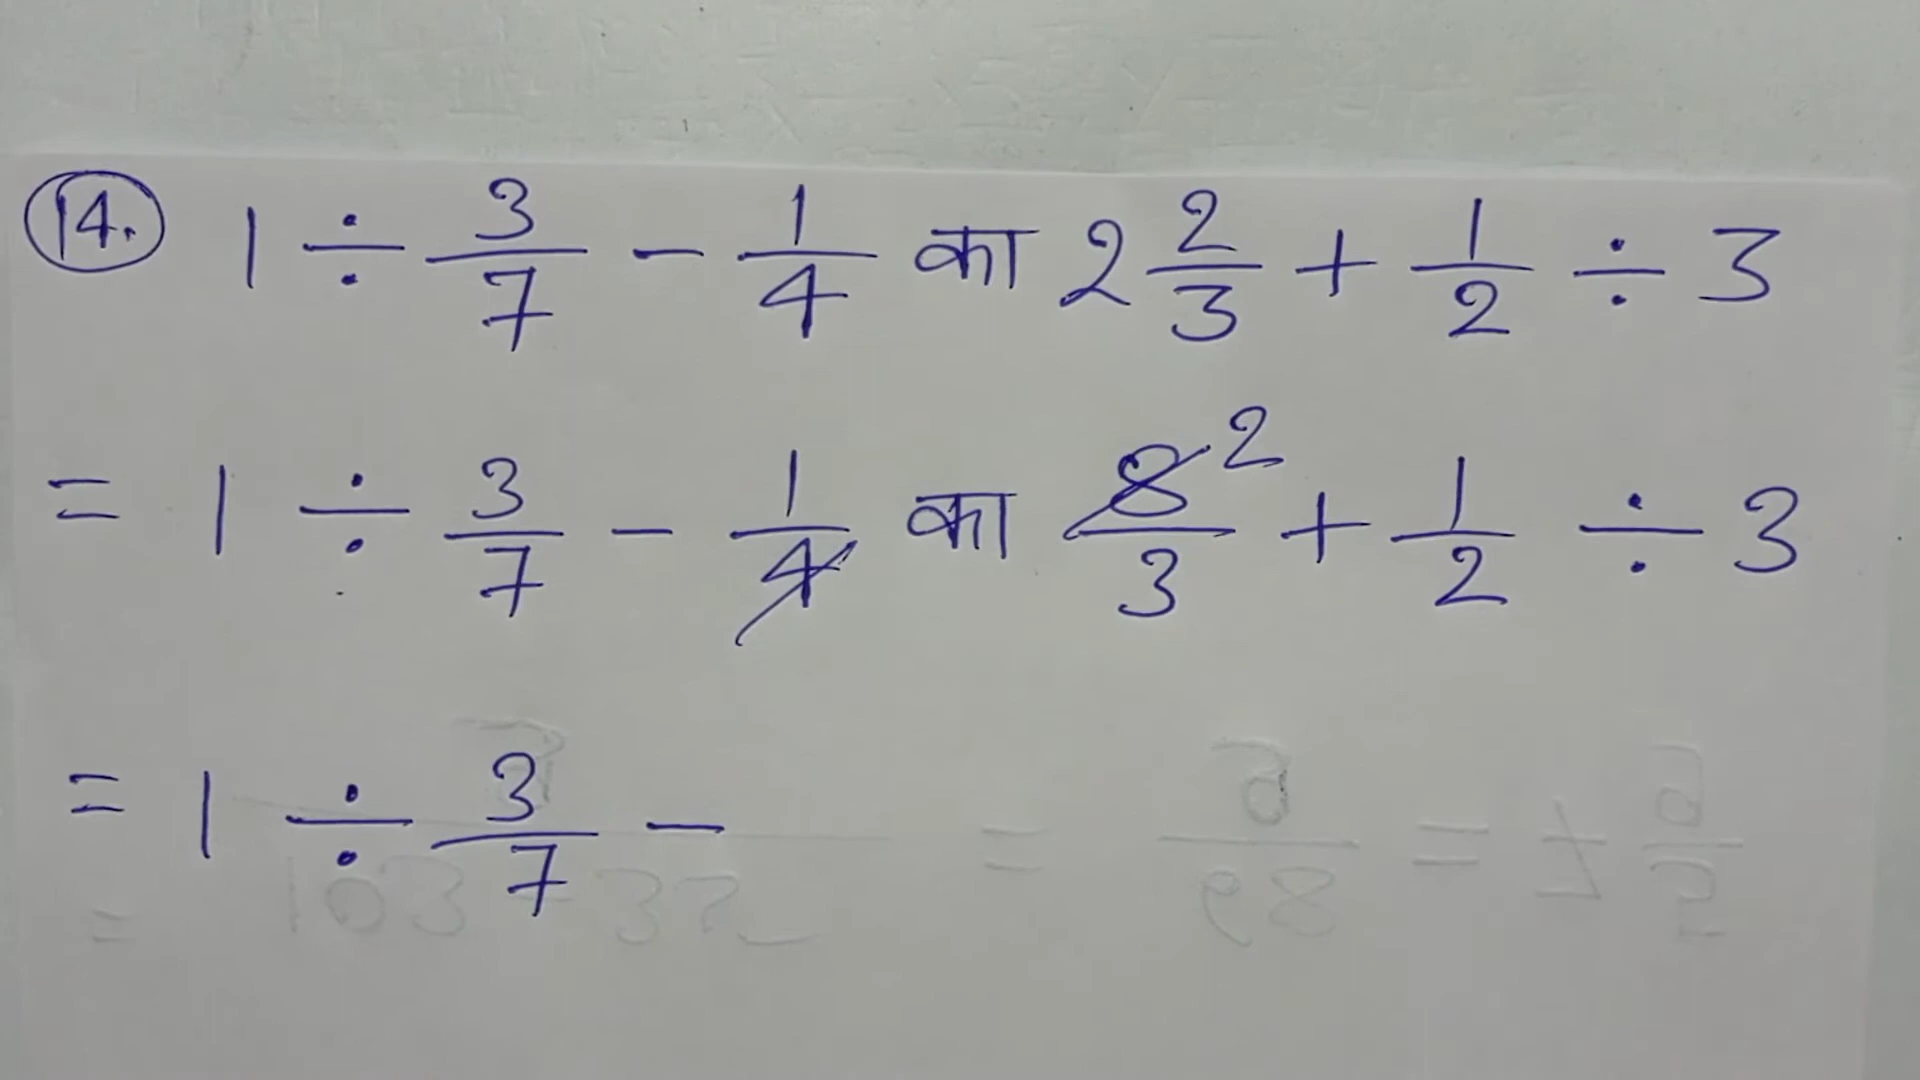 14. 1 ÷ 3/7 - 1/4 का 2 2/3 + 1/2 ÷ 3
= 1 ÷ 3/7 - 1/4 का 8/3 2 + 1/2 ÷ 3
= 1 ÷ 3/7 -